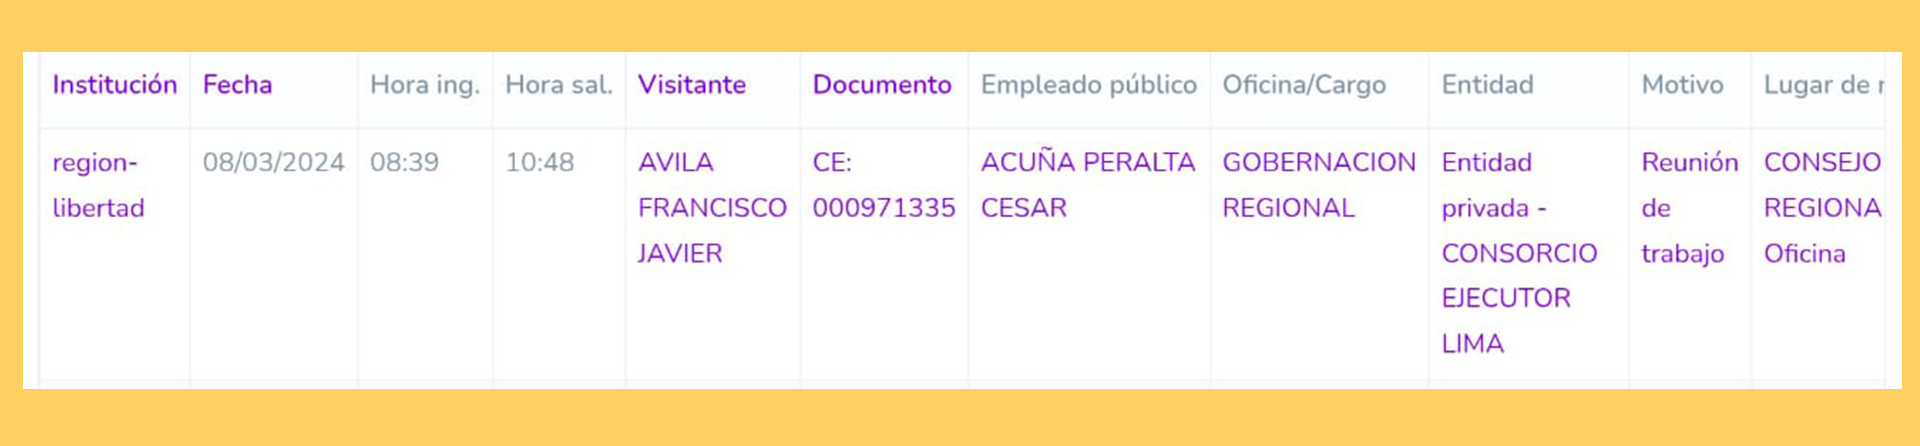 Institución Fecha Hora ing. Hora sal. Visitante Documento Empleado público Oficina/Cargo Entidad Motivo Lugar de
region- 08/03/2024 08:39 10:48 AVILA CE: ACUÑA PERALTA GOBERNACION Entidad Reunión CONSEJO
libertad FRANCISCO 000971335 CESAR REGIONAL privada - de REGIONA
JAVIER CONSORCIO trabajo Oficina
EJECUTOR
LIMA